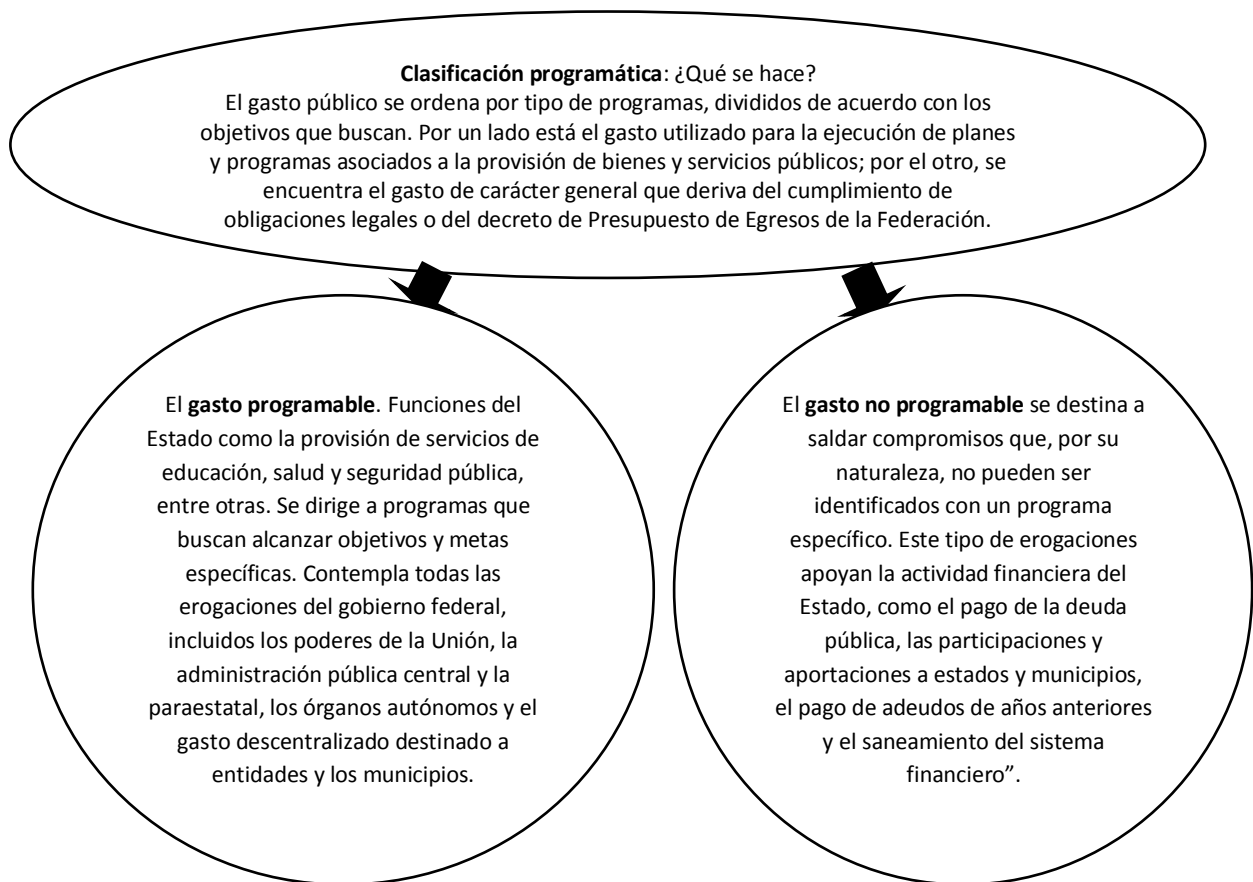 Clasificación programática: ¿Qué se hace?
El gasto público se ordena por tipo de programas, divididos de acuerdo con los
objetivos que buscan. Por un lado está el gasto utilizado para la ejecución de planes
y programas asociados a la provisión de bienes y servicios públicos; por el otro, se
encuentra el gasto de carácter general que deriva del cumplimiento de
obligaciones legales o del decreto de Presupuesto de Egresos de la Federación.
El gasto programable. Funciones del
Estado como la provisión de servicios de
educación, salud y seguridad pública,
entre otras. Se dirige a programas que
buscan alcanzar objetivos y metas
específicas. Contempla todas las
erogaciones del gobierno federal,
incluidos los poderes de la Unión, la
administración pública central y la
paraestatal, los órganos autónomos y el
gasto descentralizado destinado a
entidades y los municipios.
El gasto no programable se destina a
saldar compromisos que, por su
naturaleza, no pueden ser
identificados con un programa
específico. Este tipo de erogaciones
apoyan la actividad financiera del
Estado, como el pago de la deuda
pública, las participaciones y
aportaciones a estados y municipios,
el pago de adeudos de años anteriores
y el saneamiento del sistema
financiero”.